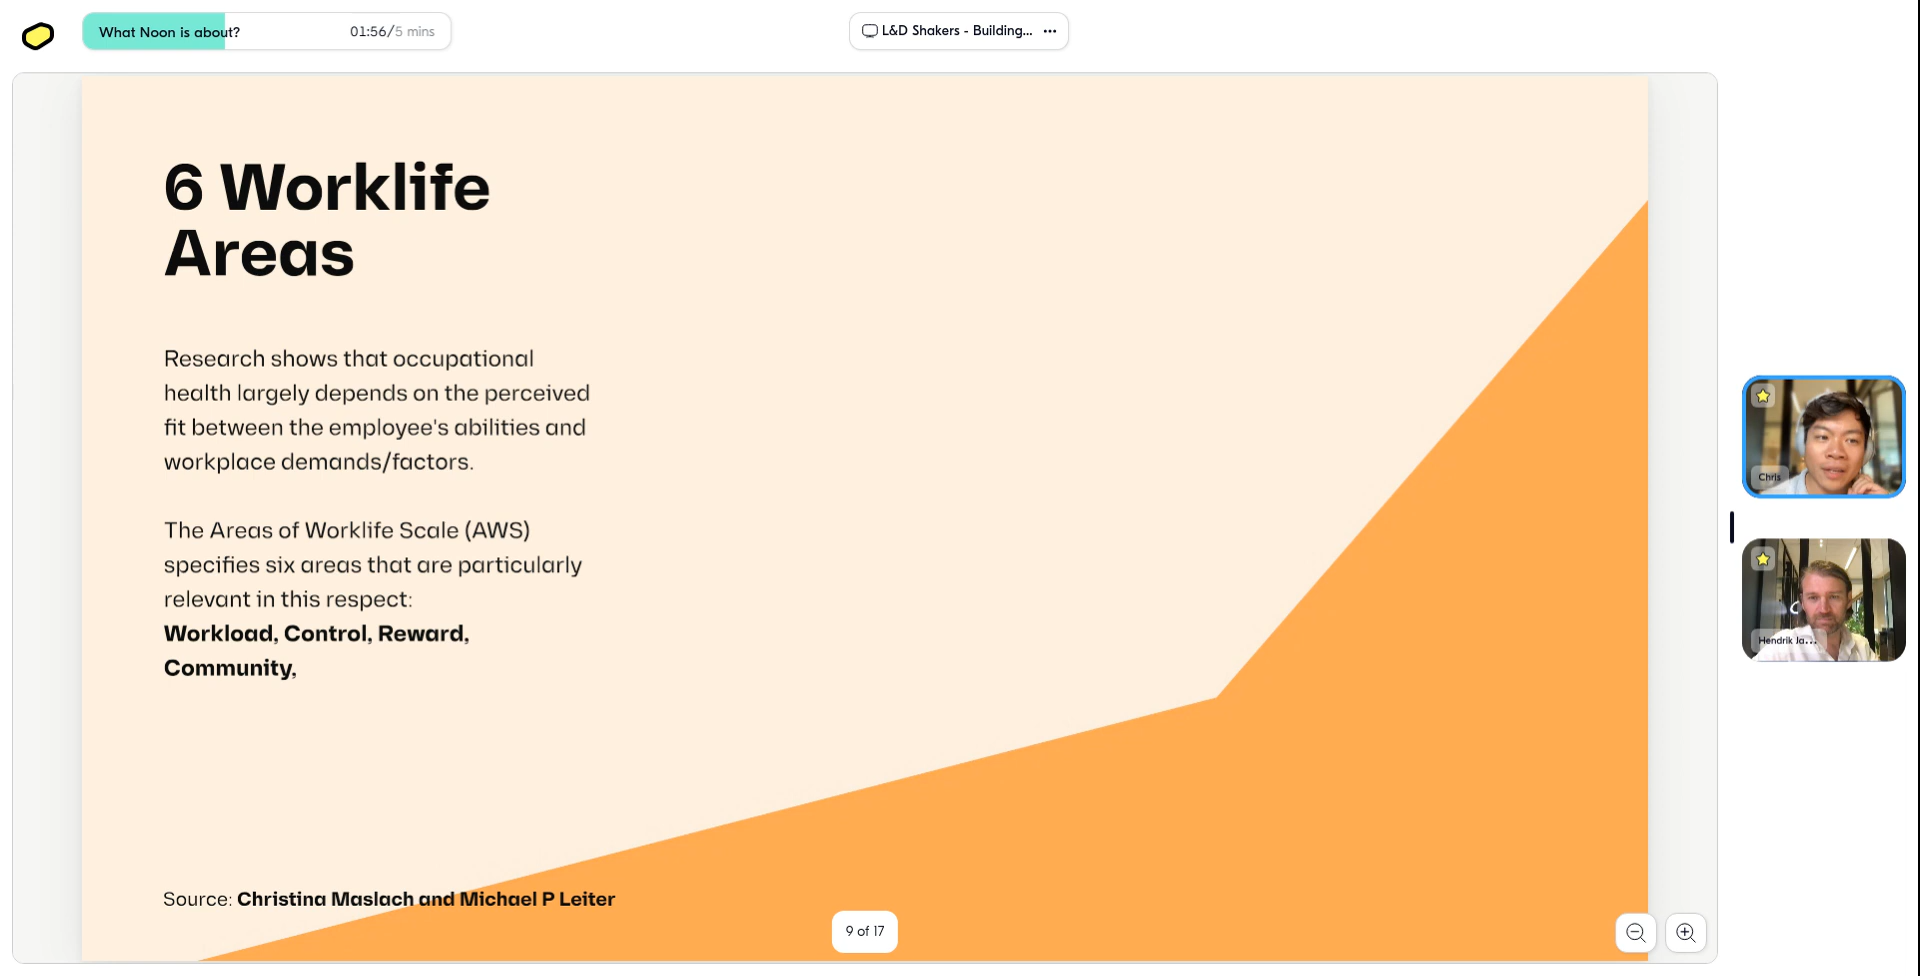 What Noon is about?
01:56/5 mins
L&D Shakers - Building...
6 Worklife
Areas
Research shows that occupational
health largely depends on the perceived
fit between the employee's abilities and
workplace demands/factors.
The Areas of Worklife Scale (AWS)
specifies six areas that are particularly
relevant in this respect:
Workload, Control, Reward,
Community,
Source: Christina Maslach and Michael P Leiter
9 of 17
Chris
Hendrik Ja...